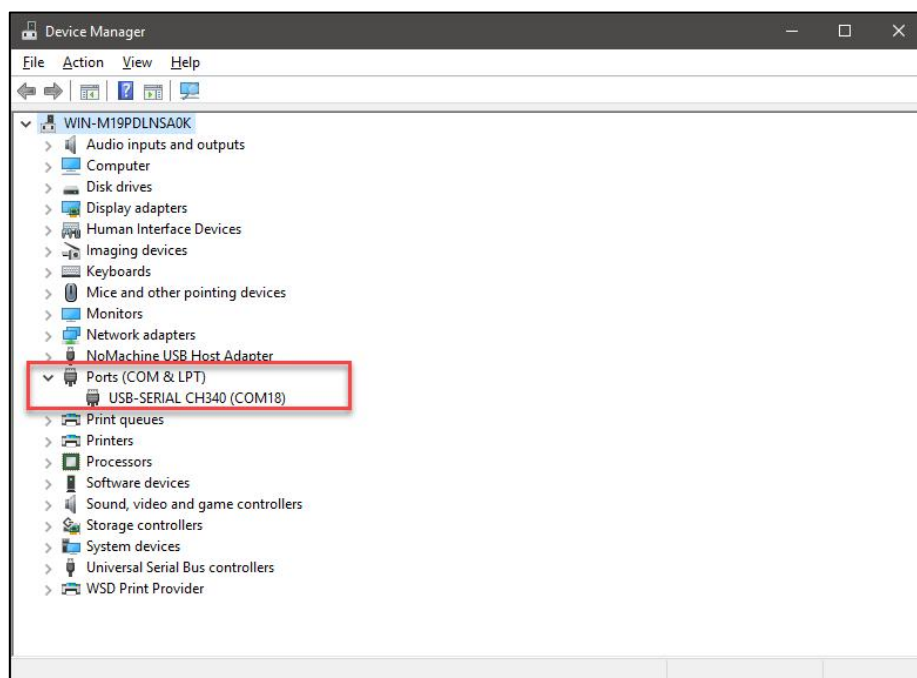 Device Manager
File Action View Help
WIN-M19PDLNSA0K
Audio inputs and outputs
Computer
Disk drives
Display adapters
Human Interface Devices
Imaging devices
Keyboards
Mice and other pointing devices
Monitors
Network adapters
NoMachine USB Host Adapter
Ports (COM & LPT)
USB-SERIAL CH340 (COM18)
Print queues
Printers
Processors
Software devices
Sound, video and game controllers
Storage controllers
System devices
Universal Serial Bus controllers
WSD Print Provider